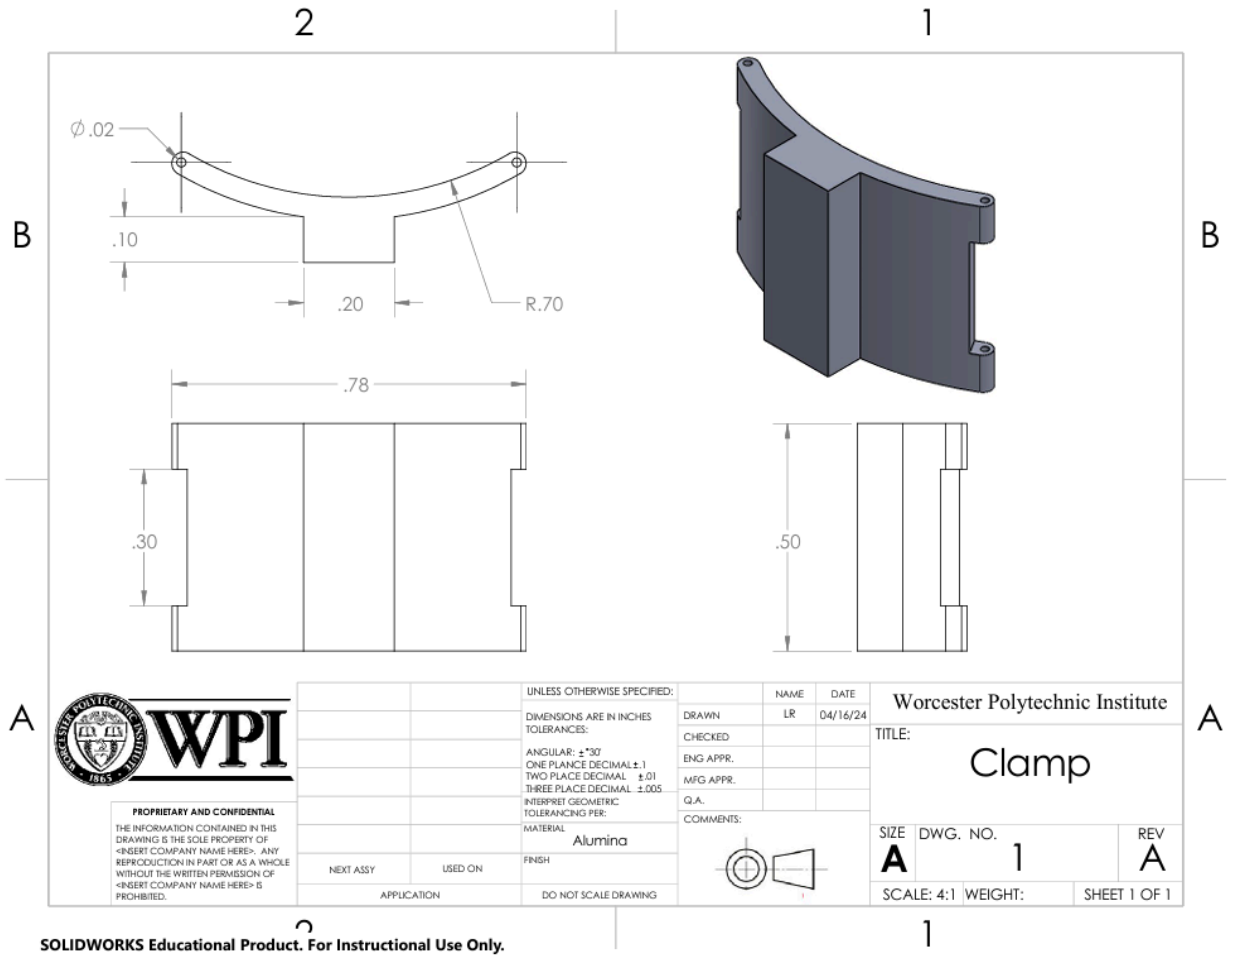 2 1
Ø.02
B B
.10
.20 R.70
.78
.30 .50
A A
WORCESTER POLYTECHNIC INSTITUTE
1865
WPI
PROPRIETARY AND CONFIDENTIAL
THE INFORMATION CONTAINED IN THIS
DRAWING IS THE SOLE PROPERTY OF
<INSERT COMPANY NAME HERE>. ANY
REPRODUCTION IN PART OR AS A WHOLE
WITHOUT THE WRITTEN PERMISSION OF
<INSERT COMPANY NAME HERE> IS
PROHIBITED.
NEXT ASSY USED ON
APPLICATION
UNLESS OTHERWISE SPECIFIED:
DIMENSIONS ARE IN INCHES
TOLERANCES:
ANGULAR: ±°30'
ONE PLANCE DECIMAL ±.1
TWO PLACE DECIMAL ±.01
THREE PLACE DECIMAL ±.005
INTERPRET GEOMETRIC
TOLERANCING PER:
MATERIAL
Alumina
FINISH
DO NOT SCALE DRAWING
NAME DATE
DRAWN LR 04/16/24
CHECKED
ENG APPR.
MFG APPR.
Q.A.
COMMENTS:
Worcester Polytechnic Institute
TITLE:
Clamp
SIZE DWG. NO. REV
A 1 A
SCALE: 4:1 WEIGHT: SHEET 1 OF 1
2 1
SOLIDWORKS Educational Product. For Instructional Use Only.